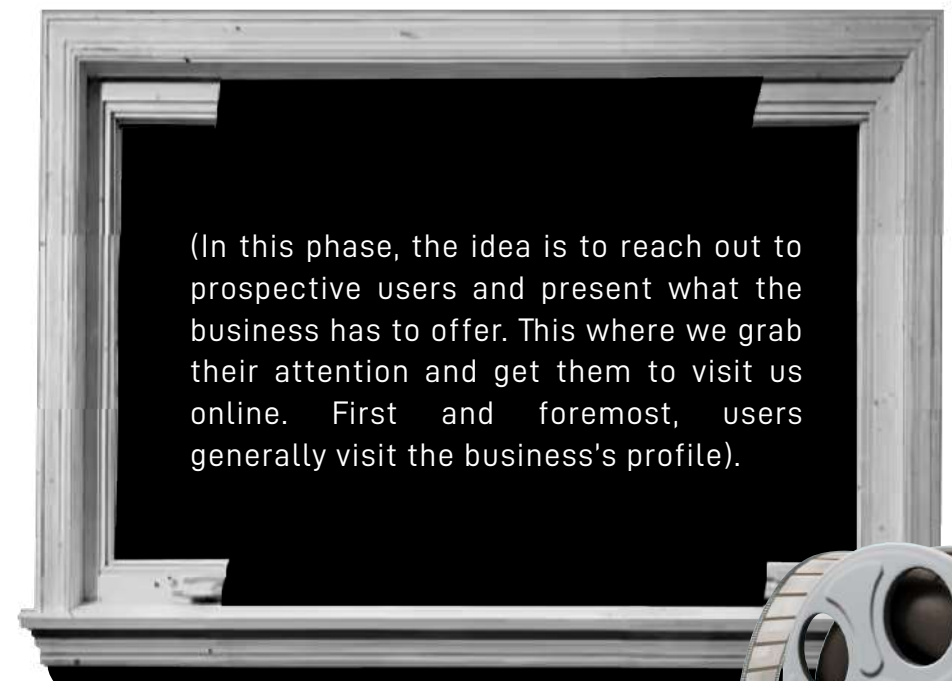 (In this phase, the idea is to reach out to
prospective users and present what the
business has to offer. This where we grab
their attention and get them to visit us
online. First and foremost, users
generally visit the business's profile).